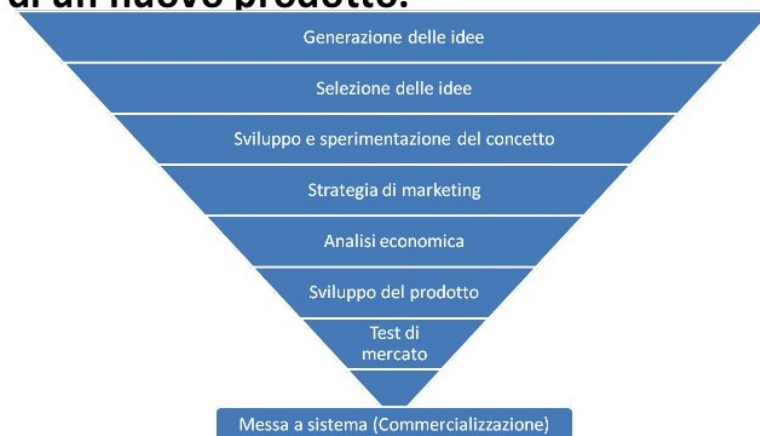 di un nuovo prodotto.
Generazione delle idee
Selezione delle idee
Sviluppo e sperimentazione del concetto
Strategia di marketing
Analisi economica
Sviluppo del prodotto
Test di
mercato
Messa a sistema (Commercializzazione)